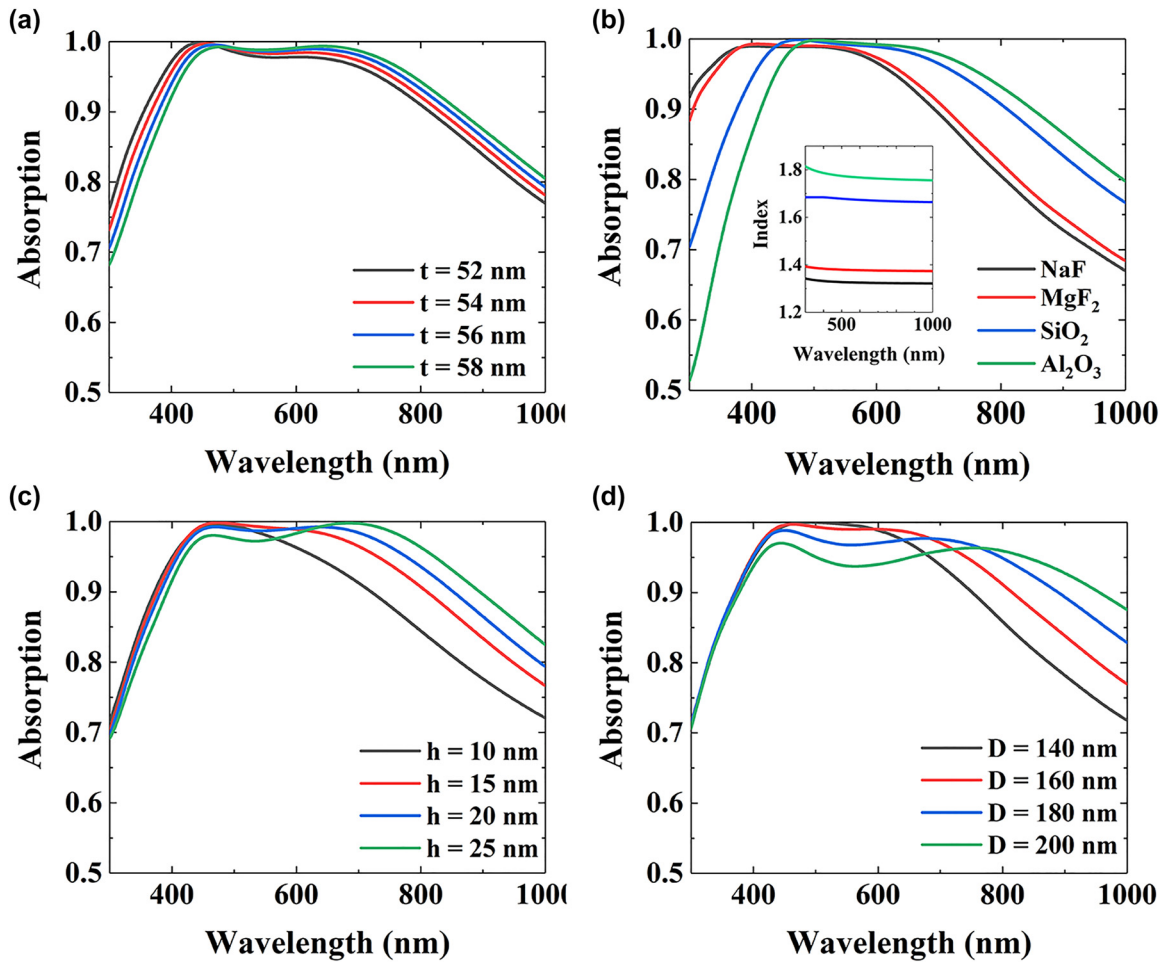 (a)
1.0
0.9
0.8
0.7
0.6
0.5
Absorption
t = 52 nm
t = 54 nm
t = 56 nm
t = 58 nm
400 600 800 1000
Wavelength (nm)
(b)
1.0
0.9
0.8
0.7
0.6
0.5
Absorption
1.8
1.6
1.4
1.2
Index
500 1000
Wavelength (nm)
NaF
MgF₂
SiO₂
Al₂O₃
400 600 800 1000
Wavelength (nm)
(c)
1.0
0.9
0.8
0.7
0.6
0.5
Absorption
h = 10 nm
h = 15 nm
h = 20 nm
h = 25 nm
400 600 800 1000
Wavelength (nm)
(d)
1.0
0.9
0.8
0.7
0.6
0.5
Absorption
D = 140 nm
D = 160 nm
D = 180 nm
D = 200 nm
400 600 800 1000
Wavelength (nm)